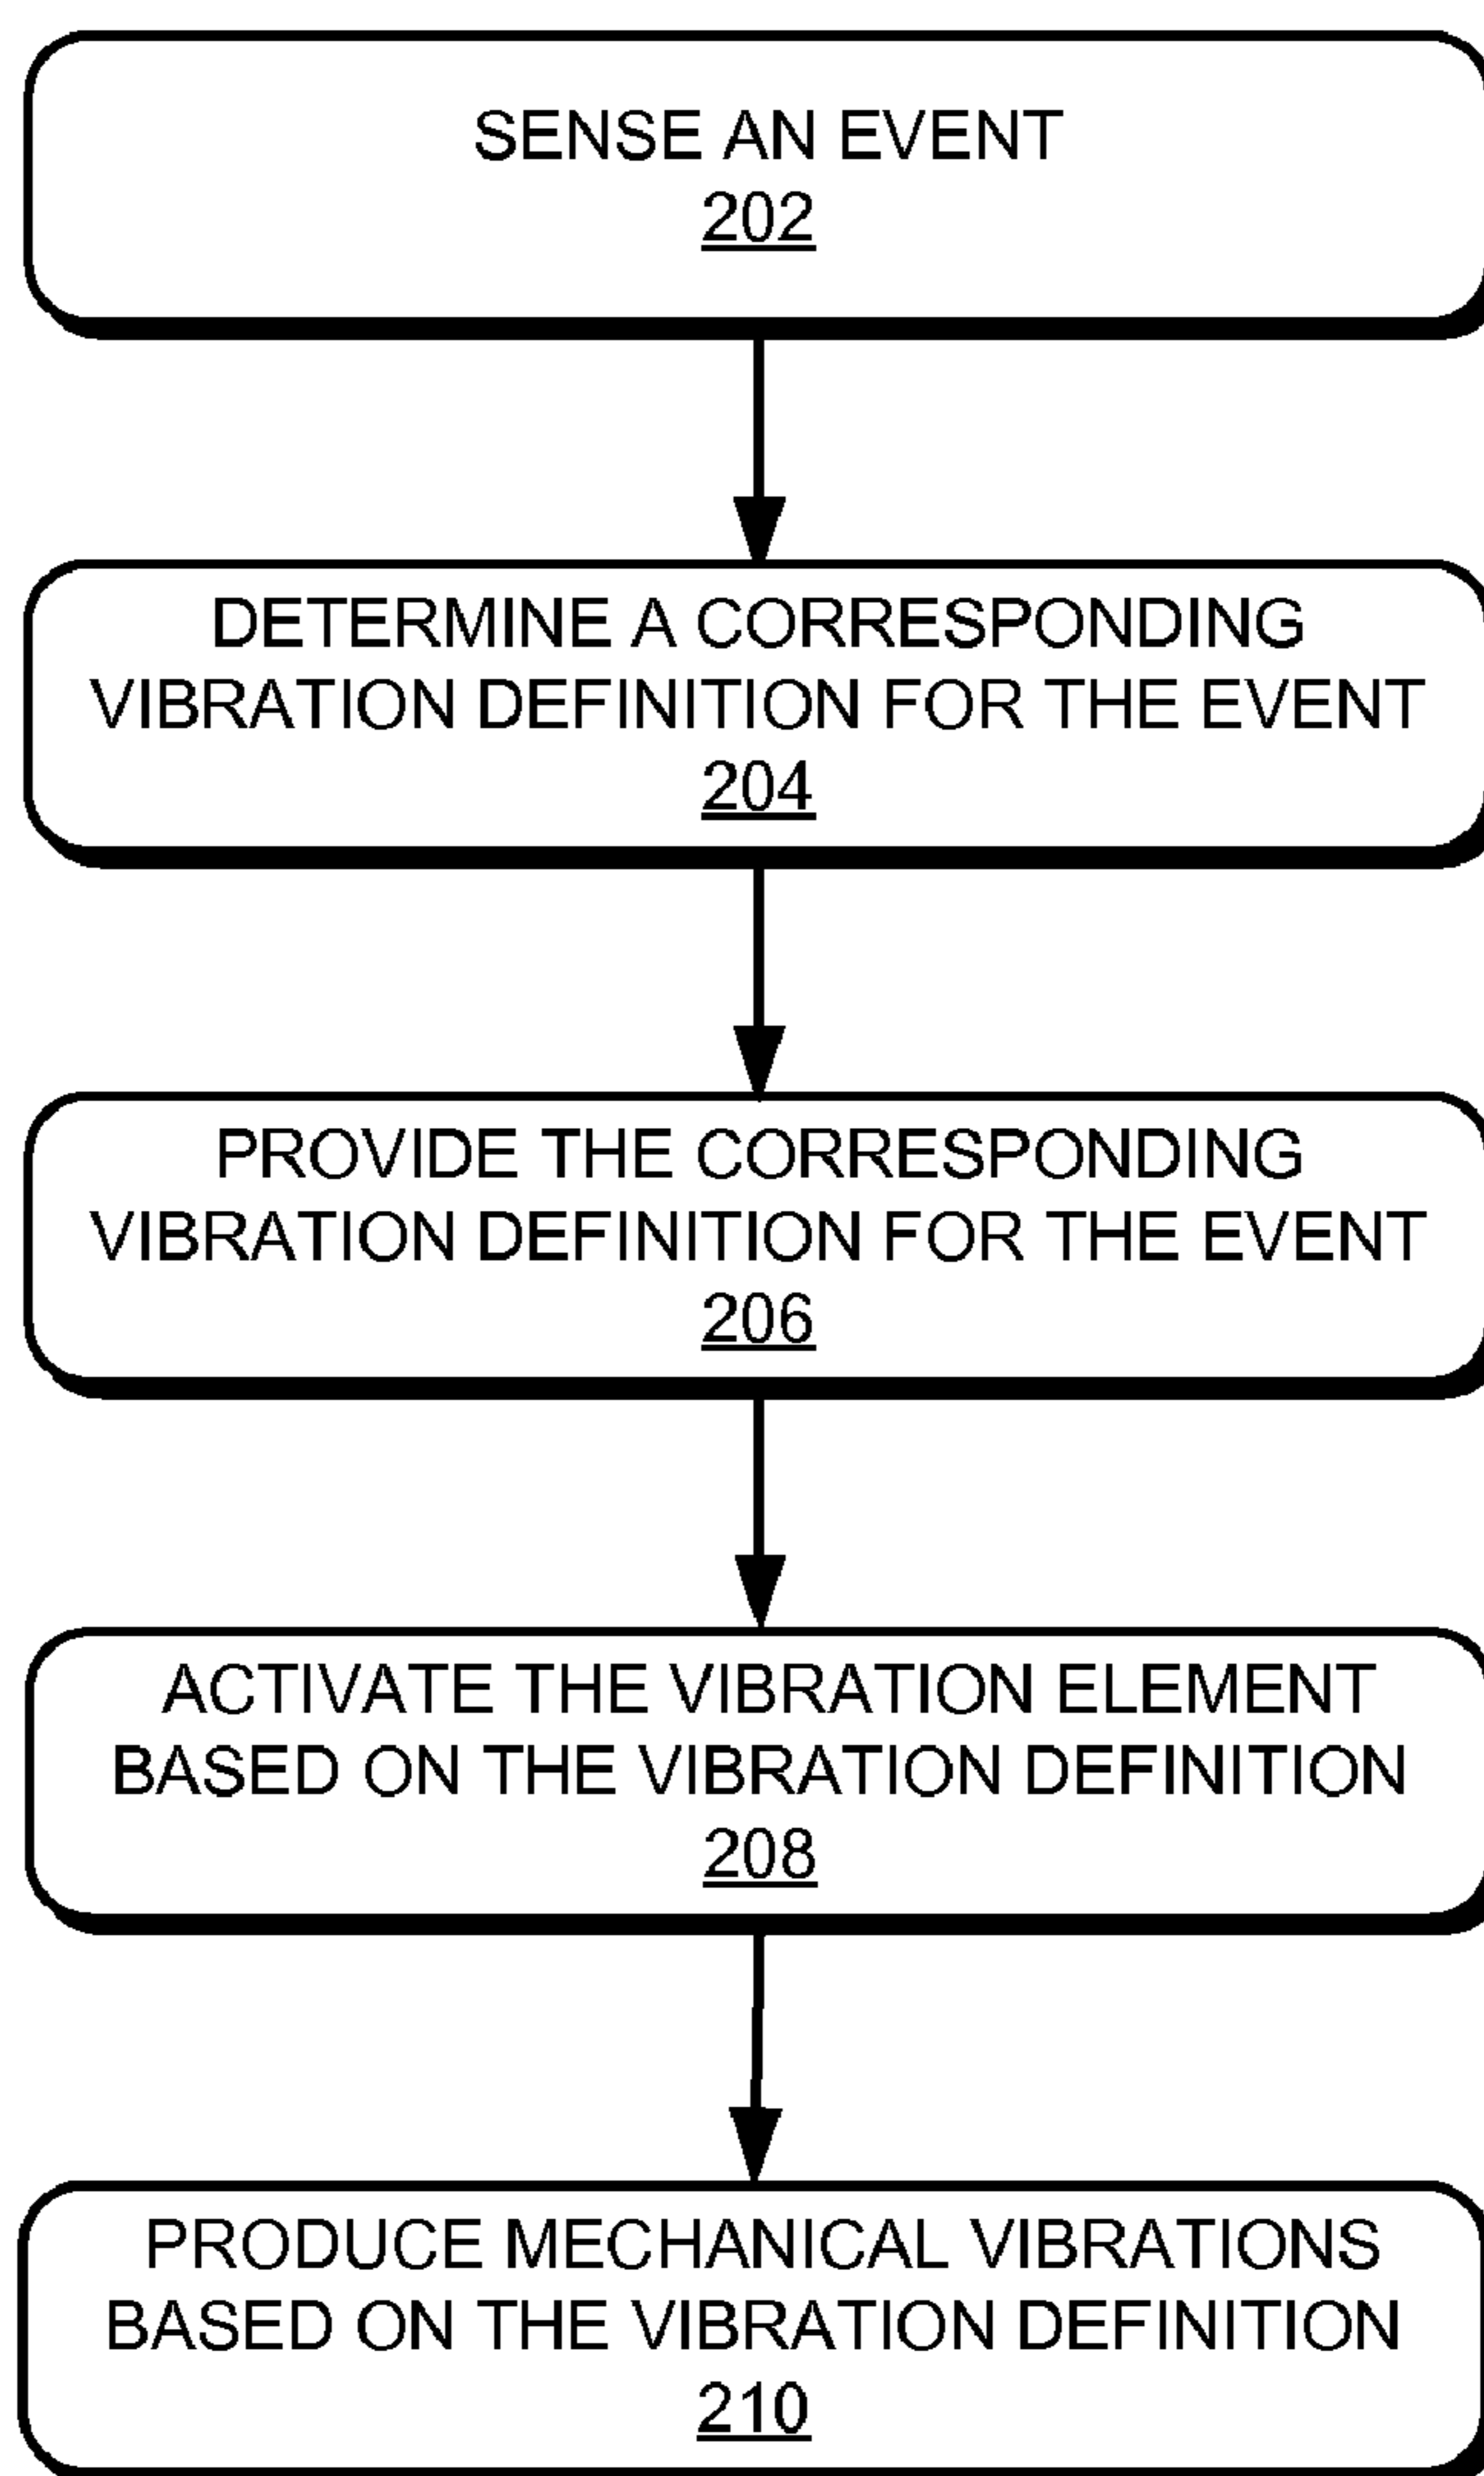 SENSE AN EVENT
202
DETERMINE A CORRESPONDING
VIBRATION DEFINITION FOR THE EVENT
204
PROVIDE THE CORRESPONDING
VIBRATION DEFINITION FOR THE EVENT
206
ACTIVATE THE VIBRATION ELEMENT
BASED ON THE VIBRATION DEFINITION
208
PRODUCE MECHANICAL VIBRATIONS
BASED ON THE VIBRATION DEFINITION
210